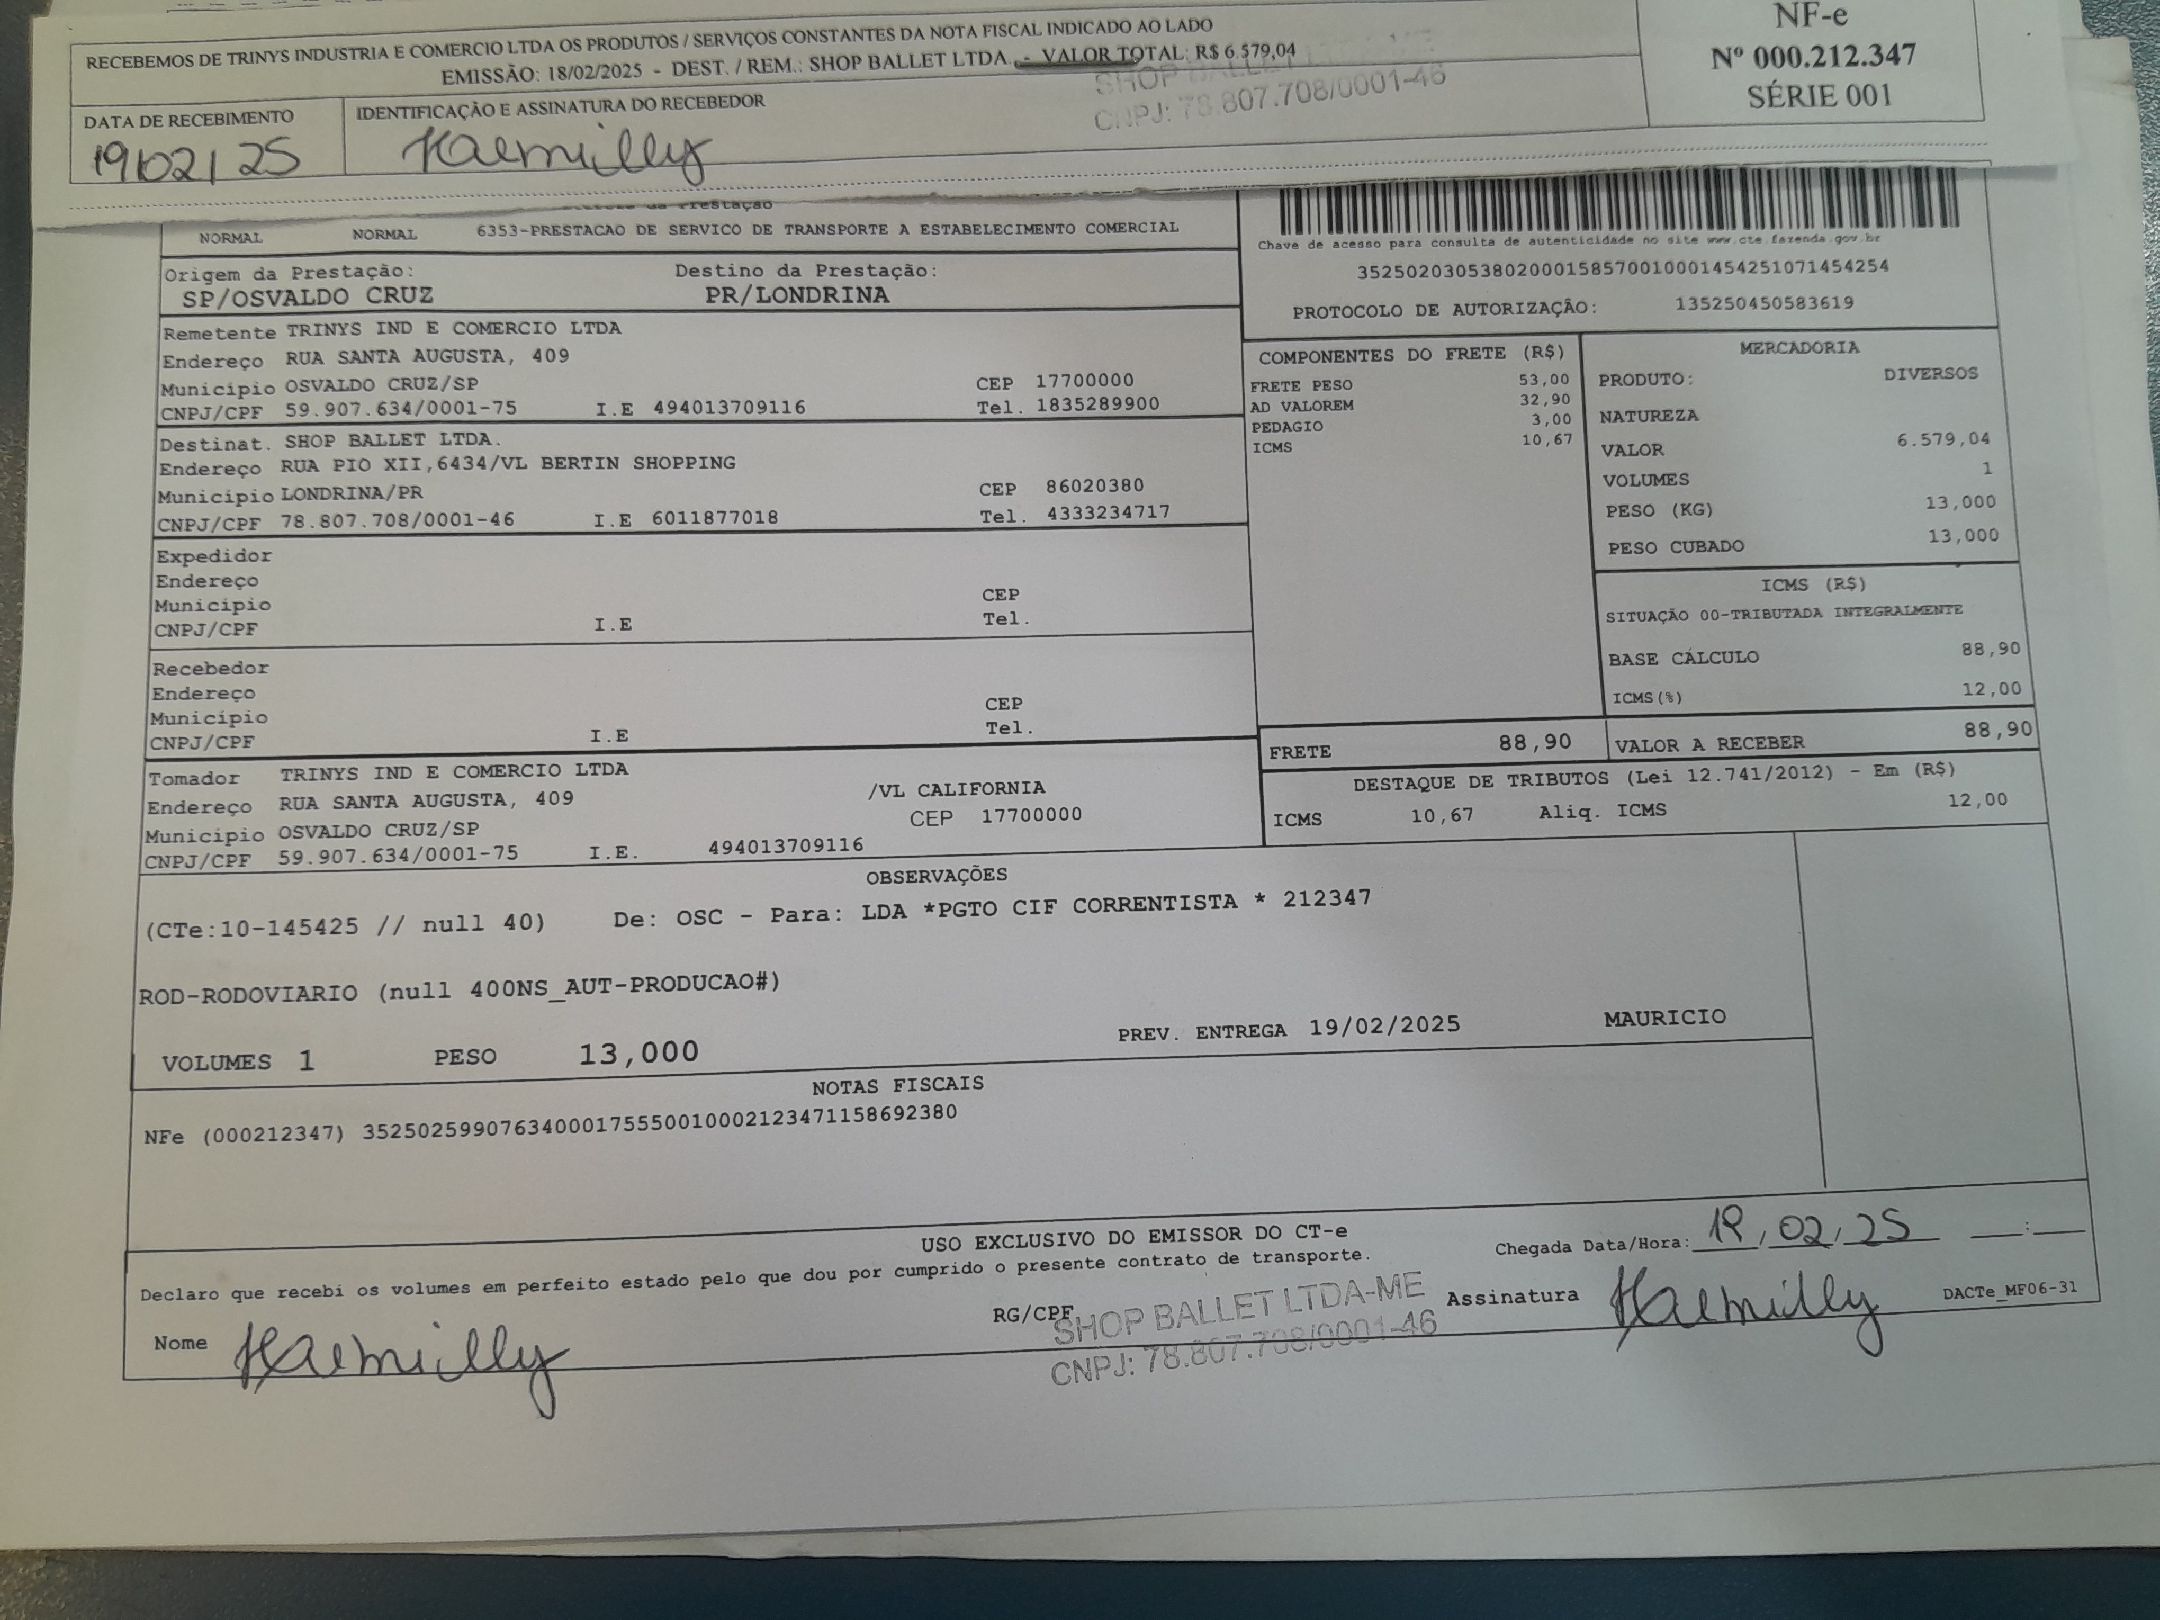 RECEBEMOS DE TRINYS INDUSTRIA E COMERCIO LTDA OS PRODUTOS / SERVIÇOS CONSTANTES DA NOTA FISCAL INDICADO AO LADO
EMISSÃO: 18/02/2025 - DEST. / REM.: SHOP BALLET LTDA. - VALOR TOTAL: R$ 6.579,04
NF-e
Nº 000.212.347
SÉRIE 001
SHOP BALLET LTDA-ME
CNPJ: 78.807.708/0001-46
DATA DE RECEBIMENTO
19/02/25
IDENTIFICAÇÃO E ASSINATURA DO RECEBEDOR
Haemilly
NORMAL NORMAL 6353-PRESTACAO DE SERVICO DE TRANSPORTE A ESTABELECIMENTO COMERCIAL
Chave de acesso para consulta de autenticidade no site www.cte.fazenda.gov.br
35250203053802000158570010001454251071454254
PROTOCOLO DE AUTORIZAÇÃO: 135250450583619
Origem da Prestação: Destino da Prestação:
SP/OSVALDO CRUZ PR/LONDRINA
Remetente TRINYS IND E COMERCIO LTDA
Endereço RUA SANTA AUGUSTA, 409
Município OSVALDO CRUZ/SP CEP 17700000
CNPJ/CPF 59.907.634/0001-75 I.E 494013709116 Tel. 1835289900
Destinat. SHOP BALLET LTDA.
Endereço RUA PIO XII,6434/VL BERTIN SHOPPING
Município LONDRINA/PR CEP 86020380
CNPJ/CPF 78.807.708/0001-46 I.E 6011877018 Tel. 4333234717
Expedidor
Endereço
Município CEP
CNPJ/CPF I.E Tel.
Recebedor
Endereço
Município CEP
CNPJ/CPF I.E Tel.
Tomador TRINYS IND E COMERCIO LTDA
Endereço RUA SANTA AUGUSTA, 409 /VL CALIFORNIA
Município OSVALDO CRUZ/SP CEP 17700000
CNPJ/CPF 59.907.634/0001-75 I.E. 494013709116
COMPONENTES DO FRETE (R$)
FRETE PESO 53,00
AD VALOREM 32,90
PEDAGIO 3,00
ICMS 10,67
MERCADORIA
PRODUTO: DIVERSOS
NATUREZA
VALOR 6.579,04
VOLUMES 1
PESO (KG) 13,000
PESO CUBADO 13,000
ICMS (R$)
SITUAÇÃO 00-TRIBUTADA INTEGRALMENTE
BASE CÁLCULO 88,90
ICMS(%) 12,00
FRETE 88,90 VALOR A RECEBER 88,90
DESTAQUE DE TRIBUTOS (Lei 12.741/2012) - Em (R$)
ICMS 10,67 Aliq. ICMS 12,00
OBSERVAÇÕES
(CTe:10-145425 // null 40) De: OSC - Para: LDA *PGTO CIF CORRENTISTA * 212347
ROD-RODOVIARIO (null 400NS_AUT-PRODUCAO#)
VOLUMES 1 PESO 13,000 PREV. ENTREGA 19/02/2025 MAURICIO
NOTAS FISCAIS
NFe (000212347) 35250259907634000175550010002123471158692380
USO EXCLUSIVO DO EMISSOR DO CT-e
Declaro que recebi os volumes em perfeito estado pelo que dou por cumprido o presente contrato de transporte.
Chegada Data/Hora: 19/02/25 __:__
Nome Haemilly RG/CPF Assinatura Haemilly DACTe_MF06-31
SHOP BALLET LTDA-ME
CNPJ: 78.807.708/0001-46